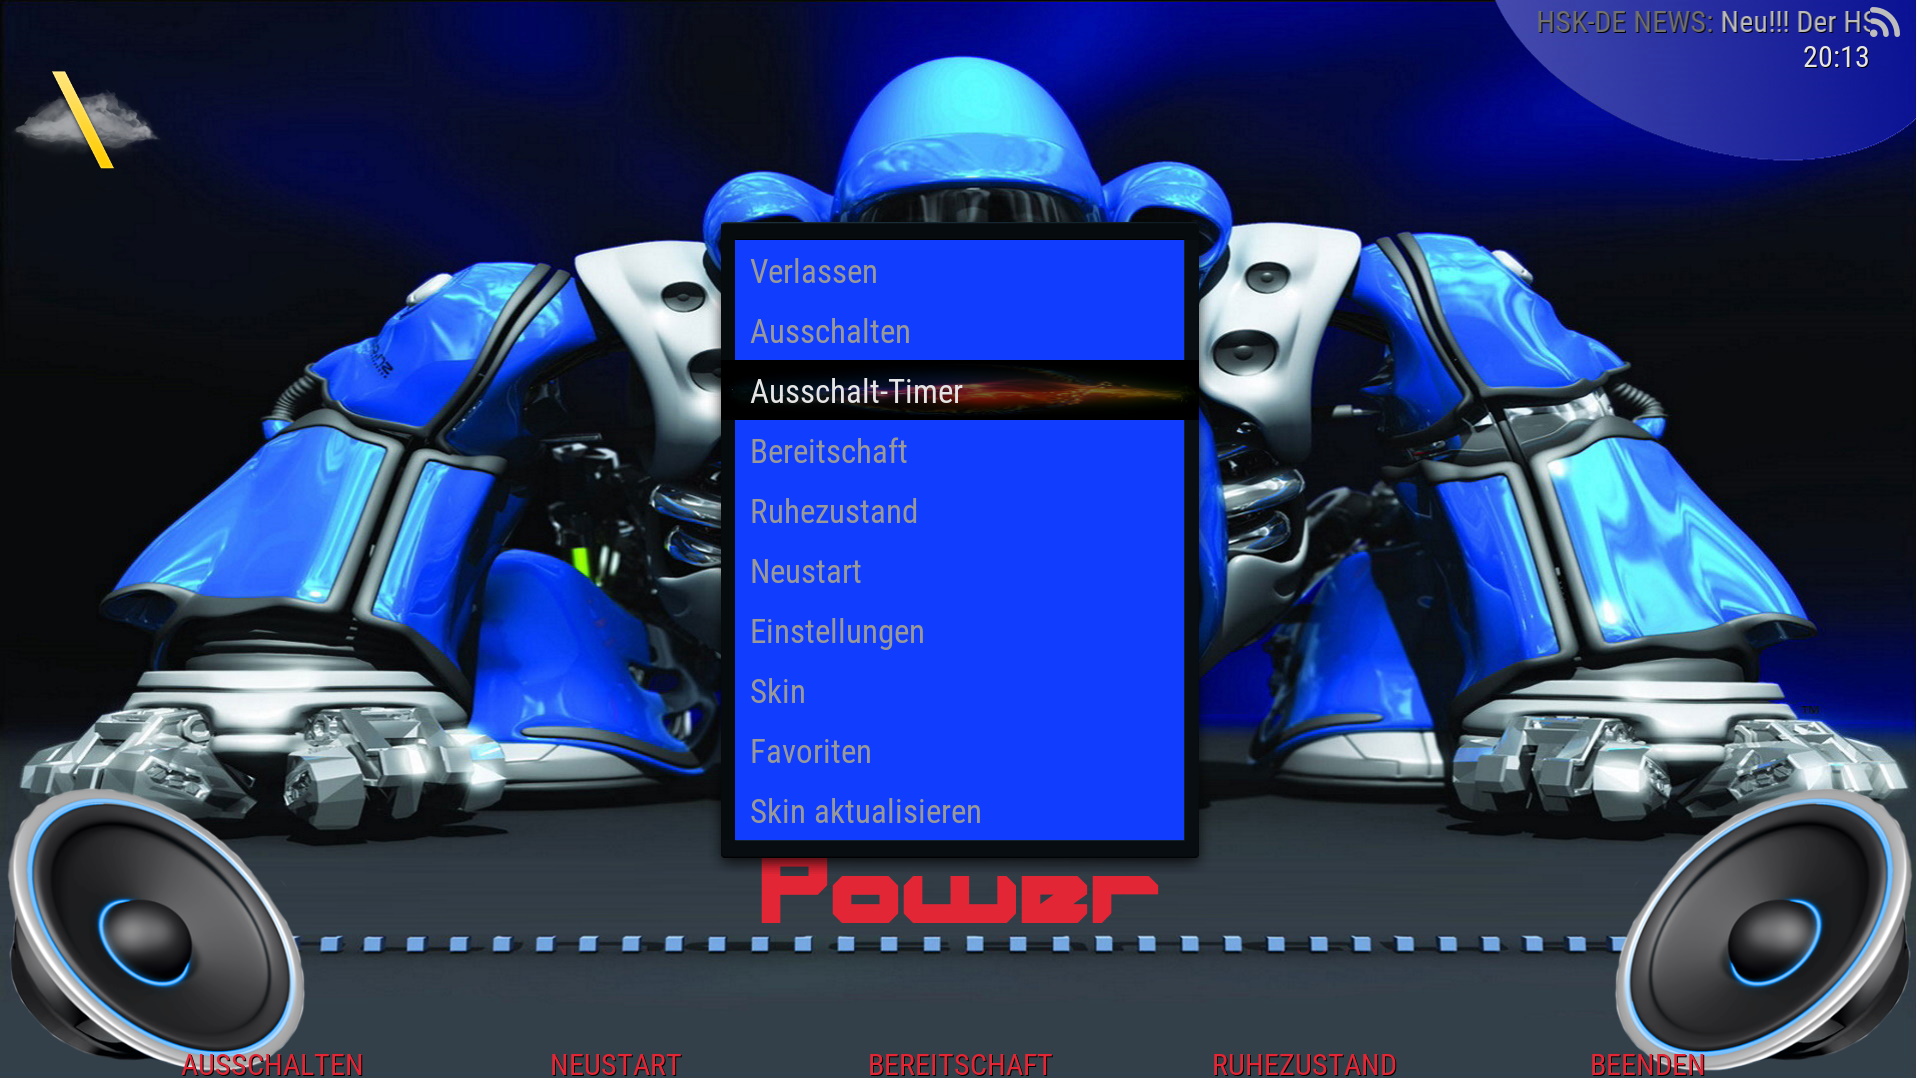 HSK-DE NEWS: Neu!!! Der HS
20:13
Verlassen
Ausschalten
Ausschalt-Timer
Bereitschaft
Ruhezustand
Neustart
Einstellungen
Skin
Favoriten
Skin aktualisieren
Power
AUSSCHALTEN NEUSTART BEREITSCHAFT RUHEZUSTAND BEENDEN